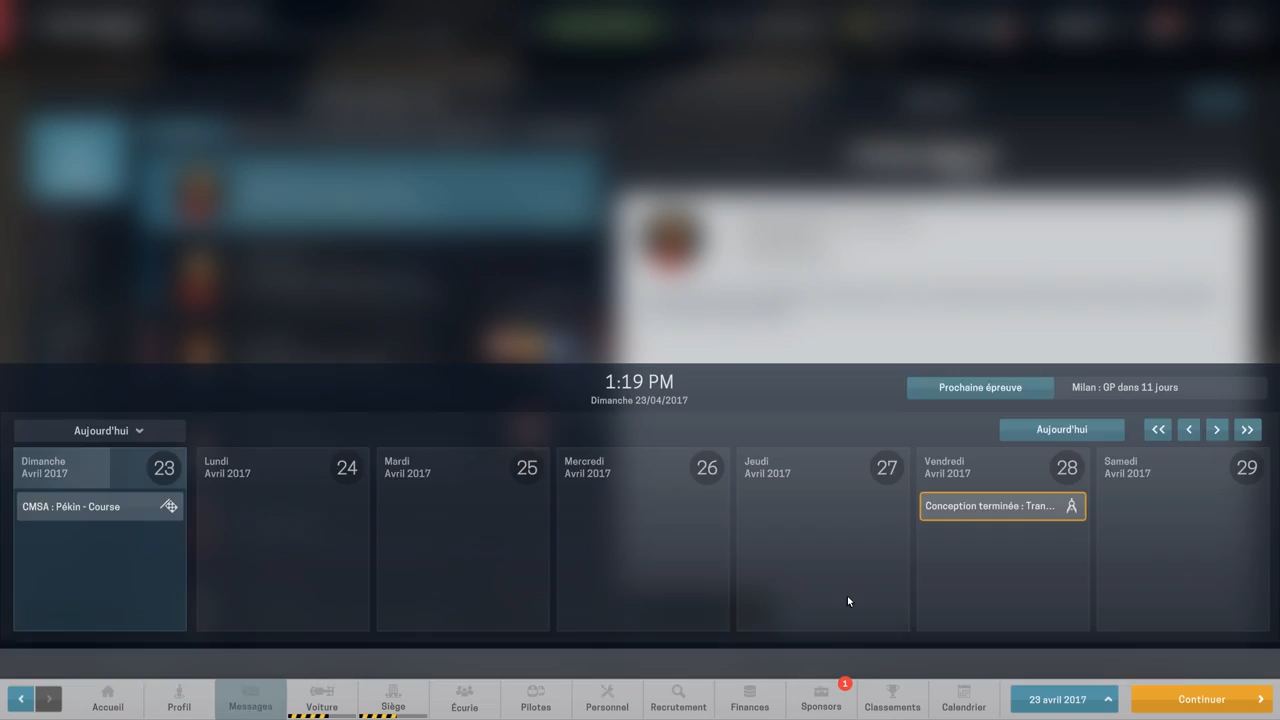 1:19 PM
Dimanche 23/04/2017
Prochaine épreuve
Milan : GP dans 11 jours
Aujourd'hui
Aujourd'hui
Dimanche
Avril 2017
23
Lundi
Avril 2017
24
Mardi
Avril 2017
25
Mercredi
Avril 2017
26
Jeudi
Avril 2017
27
Vendredi
Avril 2017
28
Samedi
Avril 2017
29
CMSA : Pékin - Course
Conception terminée : Tran...
Accueil
Profil
Messages
Voiture
Siège
Écurie
Pilotes
Personnel
Recrutement
Finances
1
Sponsors
Classements
Calendrier
23 avril 2017
Continuer